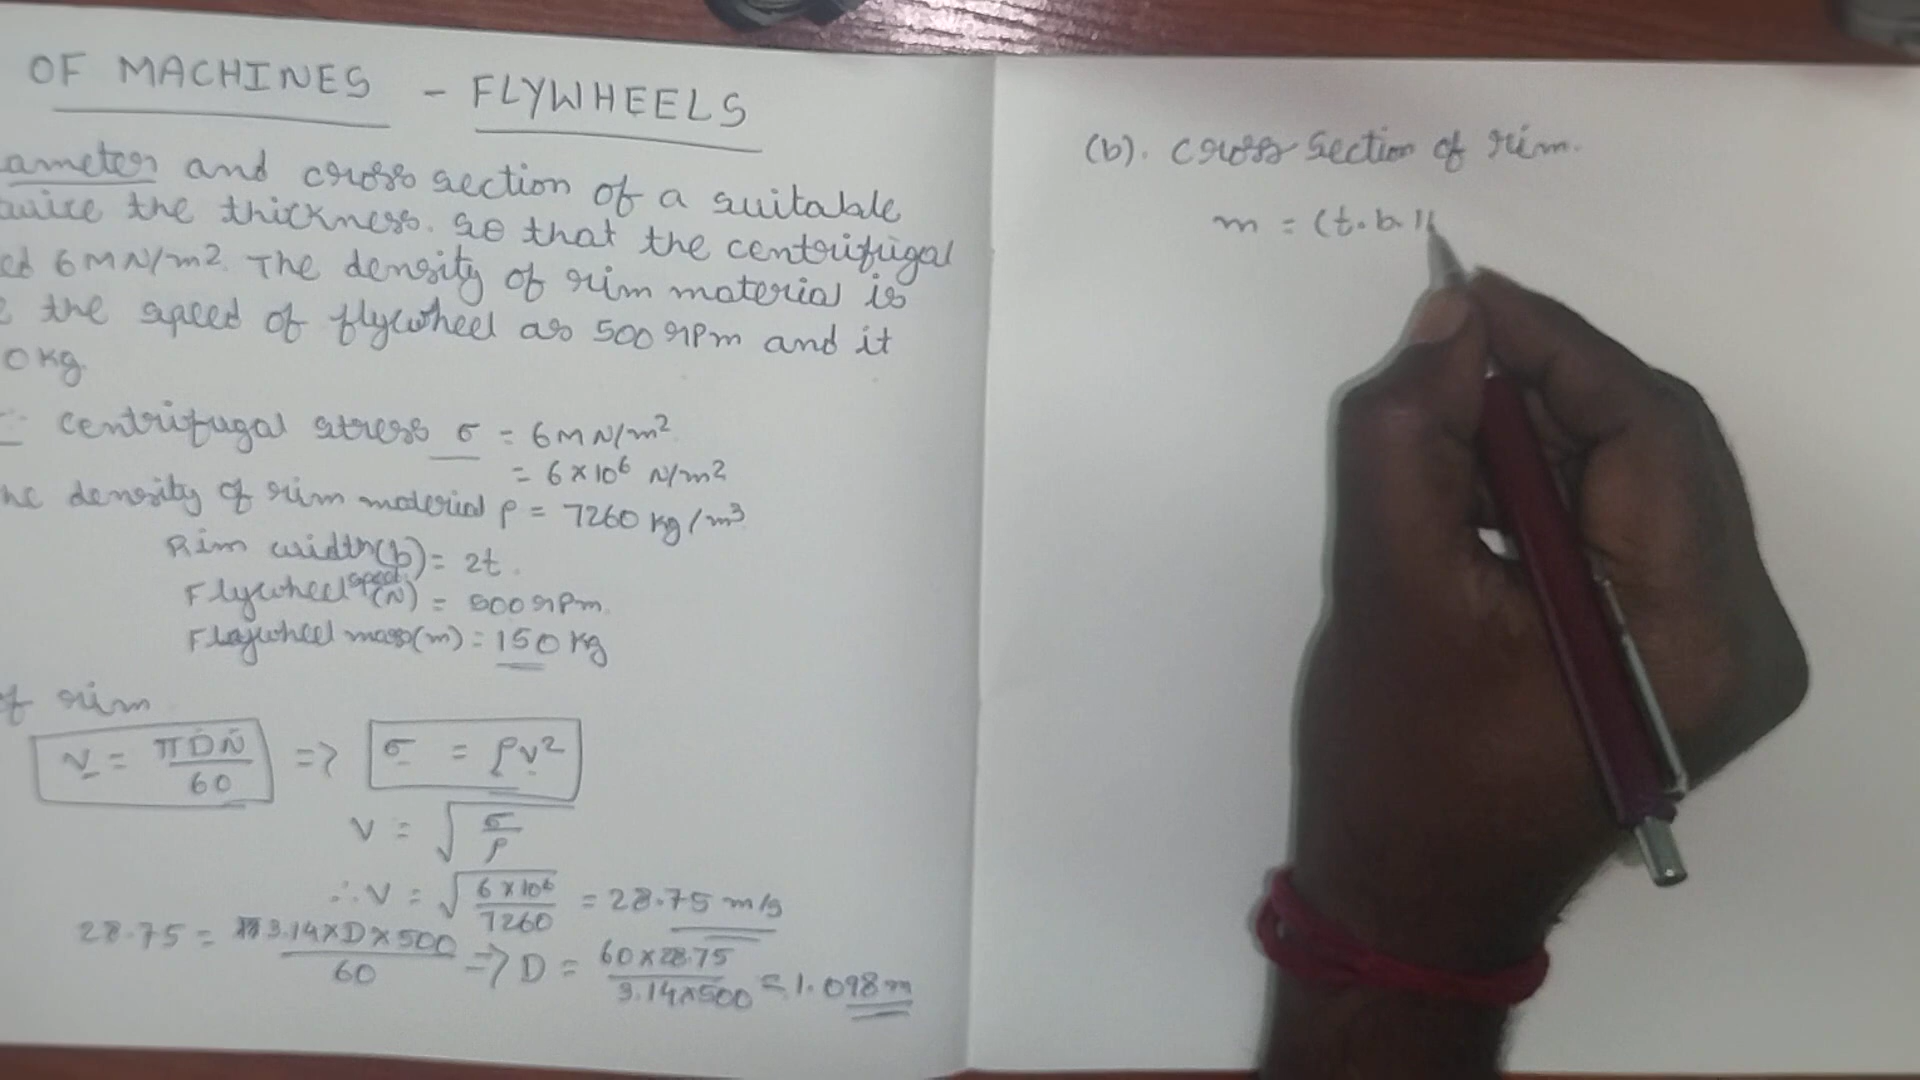 OF MACHINES - FLYWHEELS
ameter and cross section of a suitable
the thickness. so that the centrifugal
ed 6MN/m2. The density of rim material is
the speed of flywheel as 500 rpm and it
0 kg.
centrifugal stress σ = 6MN/m²
= 6×10⁶ N/m²
density of rim material ρ = 7260 kg/m³
Rim width(b) = 2t.
Flywheel speed (N) = 500 rpm.
Flywheel mass(m) = 150 kg
of rim
v = πDN/60 => σ = ρv²
V = √(σ/ρ)
∴ V = √(6×10⁶/7260) = 28.75 m/s
28.75 = 3.14×D×500/60 => D = 60×28.75/3.14×500 = 1.098 m
(b). Cross section of rim.
m = (t.b.